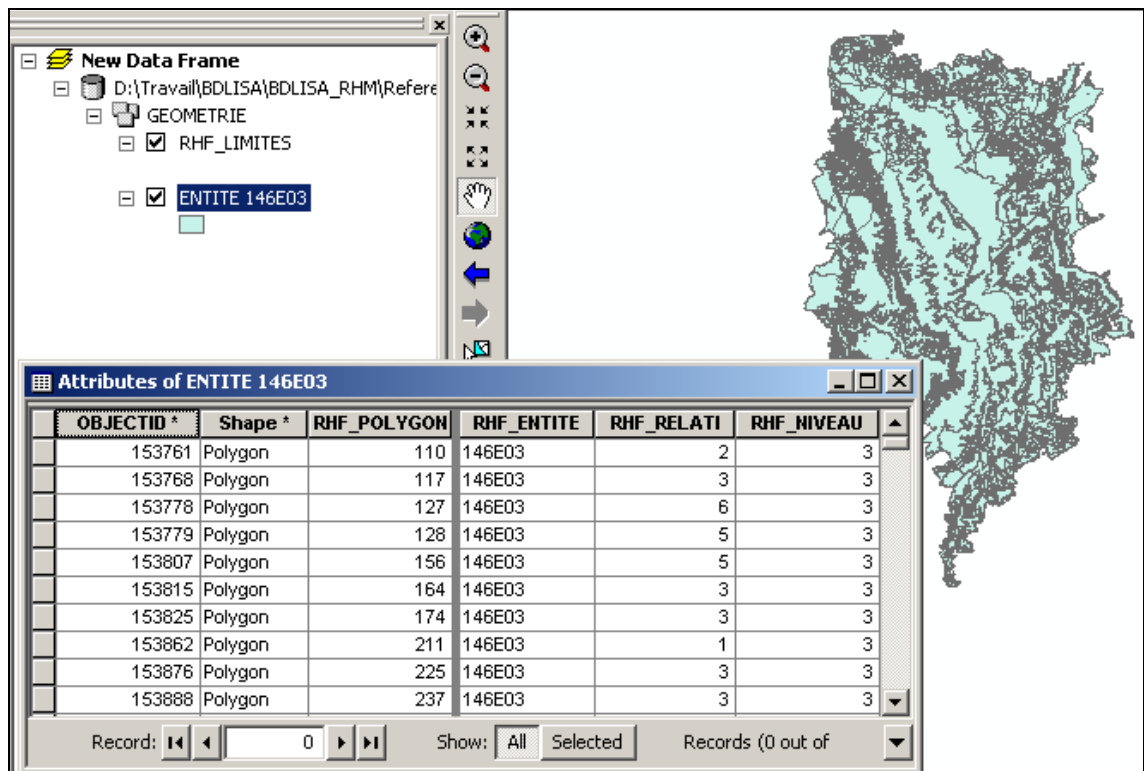 New Data Frame
D:\Travail\BDLISA\BDLISA_RHM\Refere
GEOMETRIE
RHF_LIMITES
ENTITE 146E03
Attributes of ENTITE 146E03
OBJECTID * Shape * RHF_POLYGON RHF_ENTITE RHF_RELATI RHF_NIVEAU
153761 Polygon 110 146E03 2 3
153768 Polygon 117 146E03 3 3
153778 Polygon 127 146E03 6 3
153779 Polygon 128 146E03 5 3
153807 Polygon 156 146E03 5 3
153815 Polygon 164 146E03 3 3
153825 Polygon 174 146E03 3 3
153862 Polygon 211 146E03 1 3
153876 Polygon 225 146E03 3 3
153888 Polygon 237 146E03 3 3
Record: 0 Show: All Selected Records (0 out of